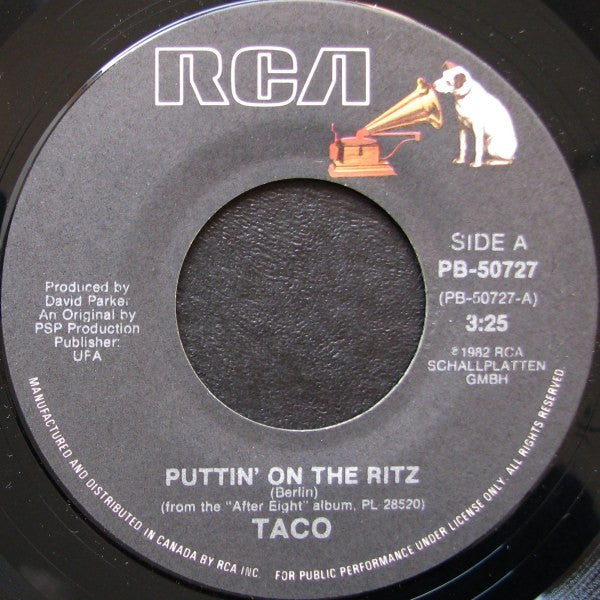 RCA
SIDE A
PB-50727
(PB-50727-A)
3:25
℗1982 RCA
SCHALLPLATTEN
GMBH
Produced by
David Parker
An Original by
PSP Production
Publisher:
UFA
PUTTIN' ON THE RITZ
(Berlin)
(from the "After Eight" album, PL 28520)
TACO
MANUFACTURED AND DISTRIBUTED IN CANADA BY RCA INC. FOR PUBLIC PERFORMANCE UNDER LICENSE ONLY. ALL RIGHTS RESERVED.